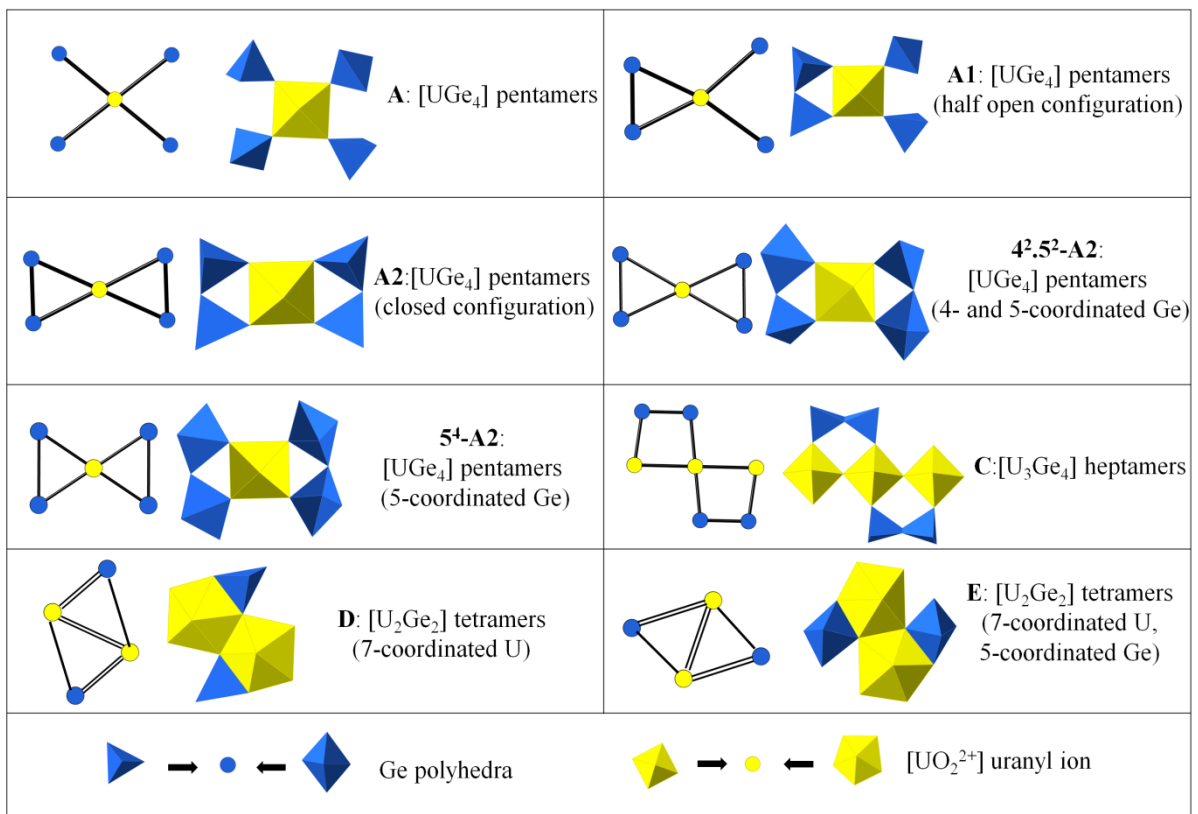 A: [UGe₄] pentamers
A1: [UGe₄] pentamers
(half open configuration)
A2:[UGe₄] pentamers
(closed configuration)
4².5²-A2:
[UGe₄] pentamers
(4- and 5-coordinated Ge)
5⁴-A2:
[UGe₄] pentamers
(5-coordinated Ge)
C:[U₃Ge₄] heptamers
D: [U₂Ge₂] tetramers
(7-coordinated U)
E: [U₂Ge₂] tetramers
(7-coordinated U,
5-coordinated Ge)
Ge polyhedra
[UO₂²⁺] uranyl ion